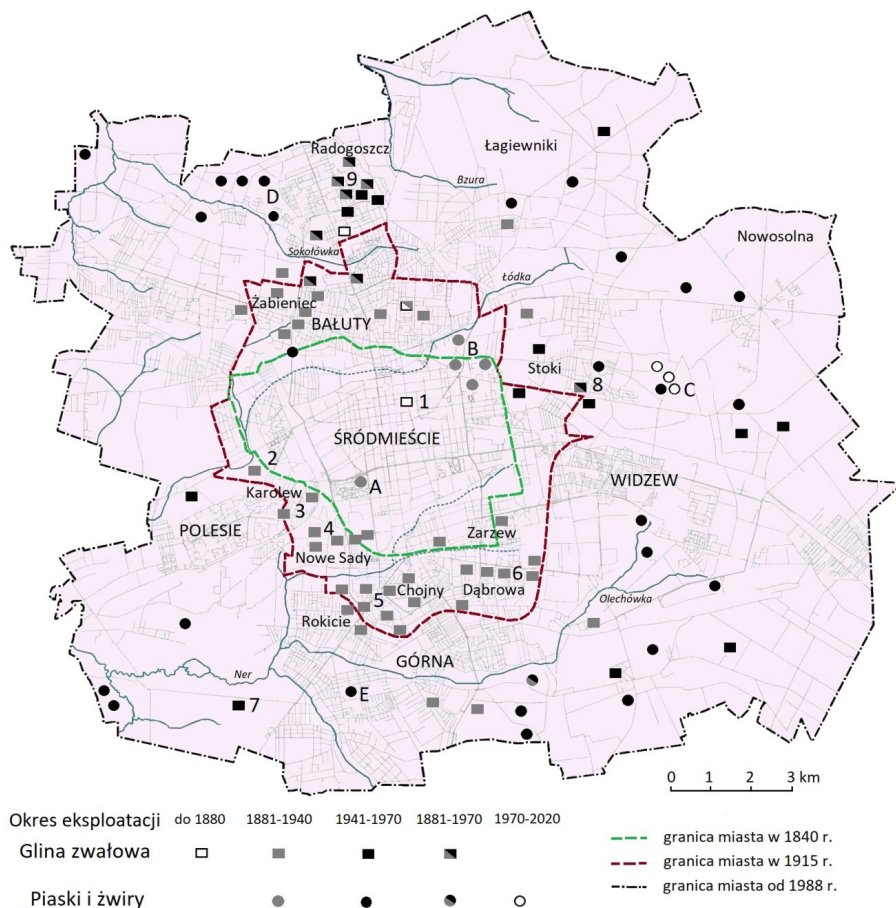 Radogoszcz
Łagiewniki
9
Bzura
D
Nowosolna
Sokołówka
Łódka
Żabieniec
BAŁUTY
B
Stoki
8
C
1
ŚRÓDMIEŚCIE
2
A
WIDZEW
Karolew
3
POLESIE
4
Zarzew
Nowe Sady
6
Chojny
Dąbrowa
5
Olechówka
Rokicie
GÓRNA
Ner
E
7
0 1 2 3 km
Okres eksploatacji do 1880 1881-1940 1941-1970 1881-1970 1970-2020
Glina zwałowa
Piaski i żwiry
granica miasta w 1840 r.
granica miasta w 1915 r.
granica miasta od 1988 r.